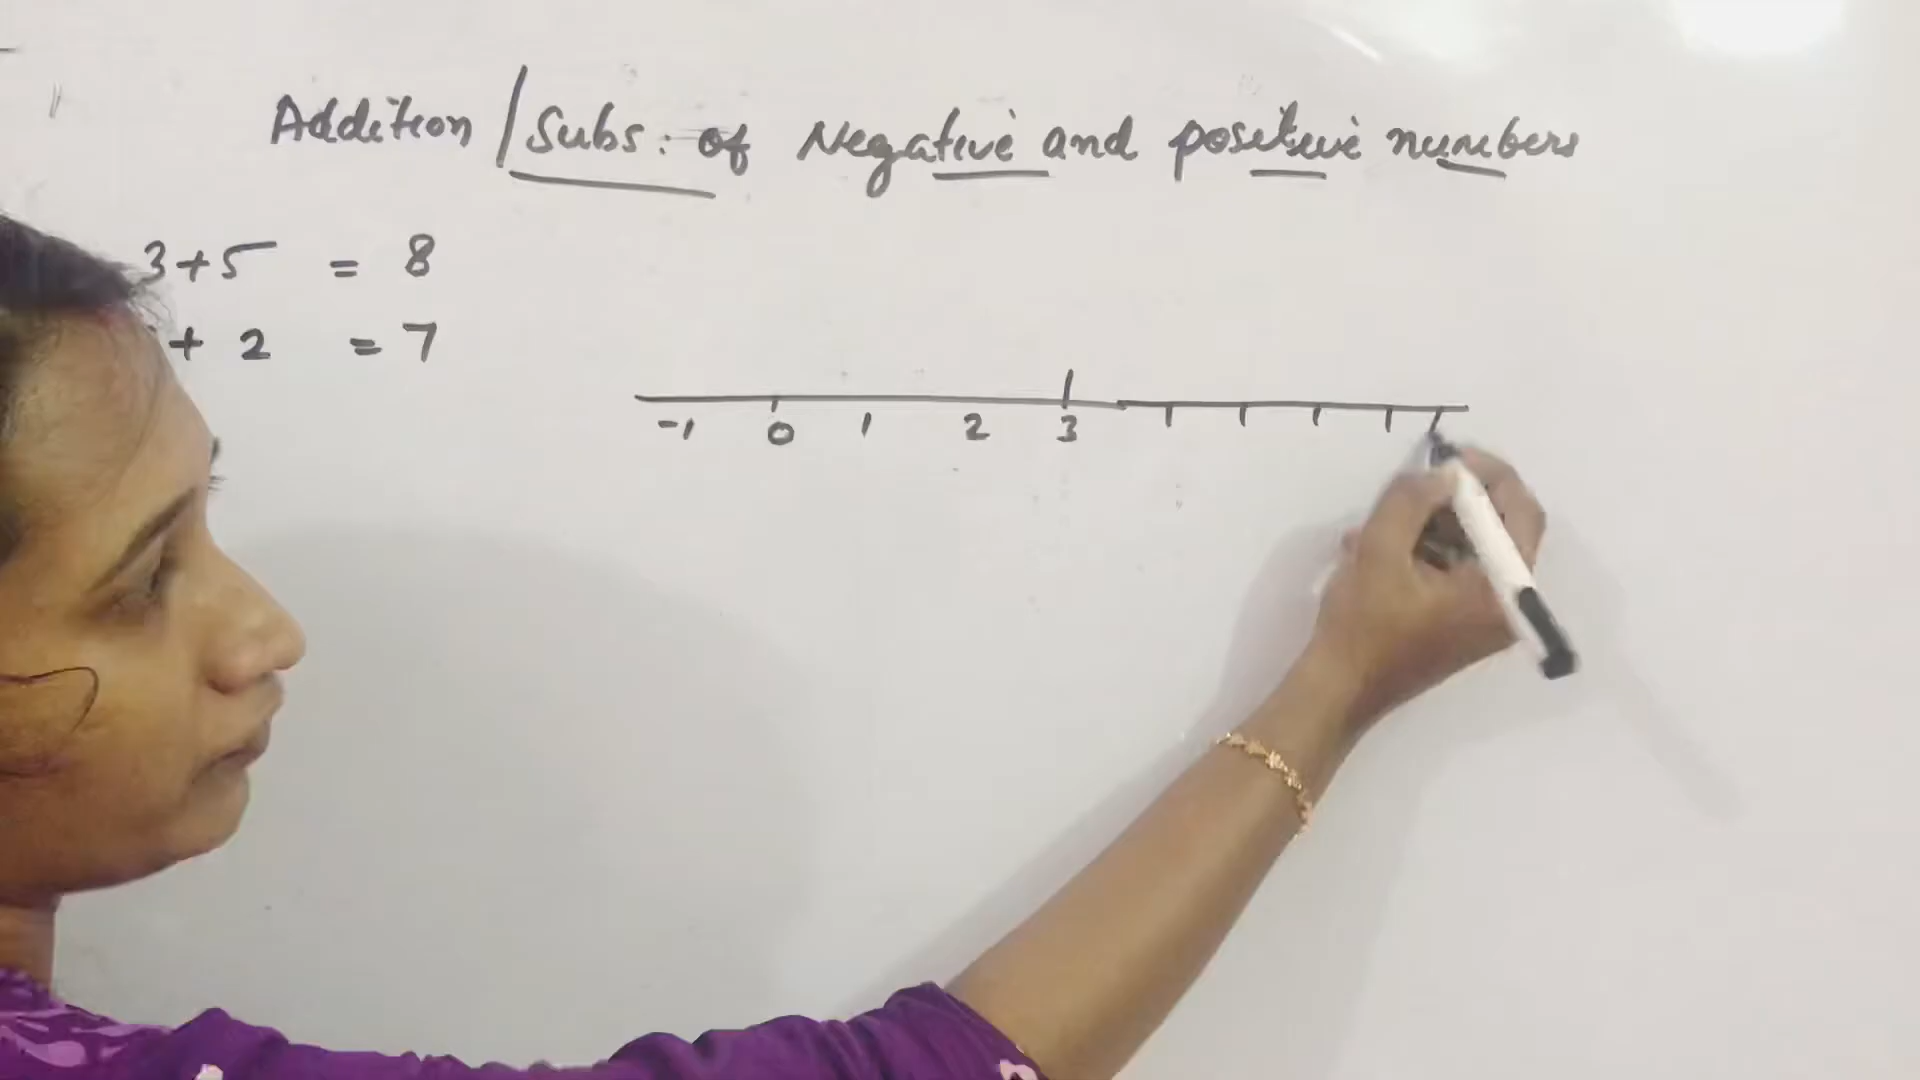 Addition / Subs: of Negative and positive numbers
3+5 = 8
+ 2 = 7
-1 0 1 2 3